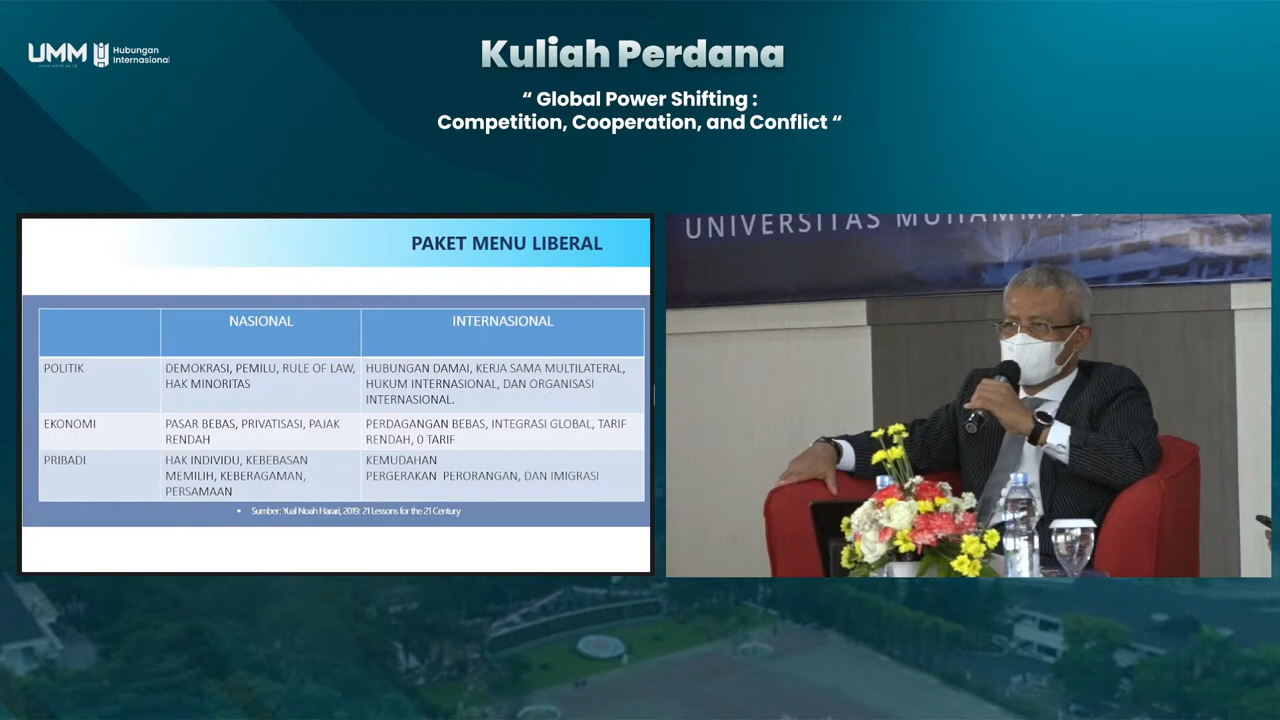 UMM
Hubungan
Internasional
Kuliah Perdana
“ Global Power Shifting :
Competition, Cooperation, and Conflict “
PAKET MENU LIBERAL
NASIONAL
INTERNASIONAL
POLITIK
DEMOKRASI, PEMILU, RULE OF LAW,
HAK MINORITAS
HUBUNGAN DAMAI, KERJA SAMA MULTILATERAL,
HUKUM INTERNASIONAL, DAN ORGANISASI
INTERNASIONAL.
EKONOMI
PASAR BEBAS, PRIVATISASI, PAJAK
RENDAH
PERDAGANGAN BEBAS, INTEGRASI GLOBAL, TARIF
RENDAH, 0 TARIF
PRIBADI
HAK INDIVIDU, KEBEBASAN
MEMILIH, KEBERAGAMAN,
PERSAMAAN
KEMUDAHAN
PERGERAKAN PERORANGAN, DAN IMIGRASI
• Sumber: Yual Noah Harari, 2019: 21 Lessons for the 21 Century
UNIVERSITAS